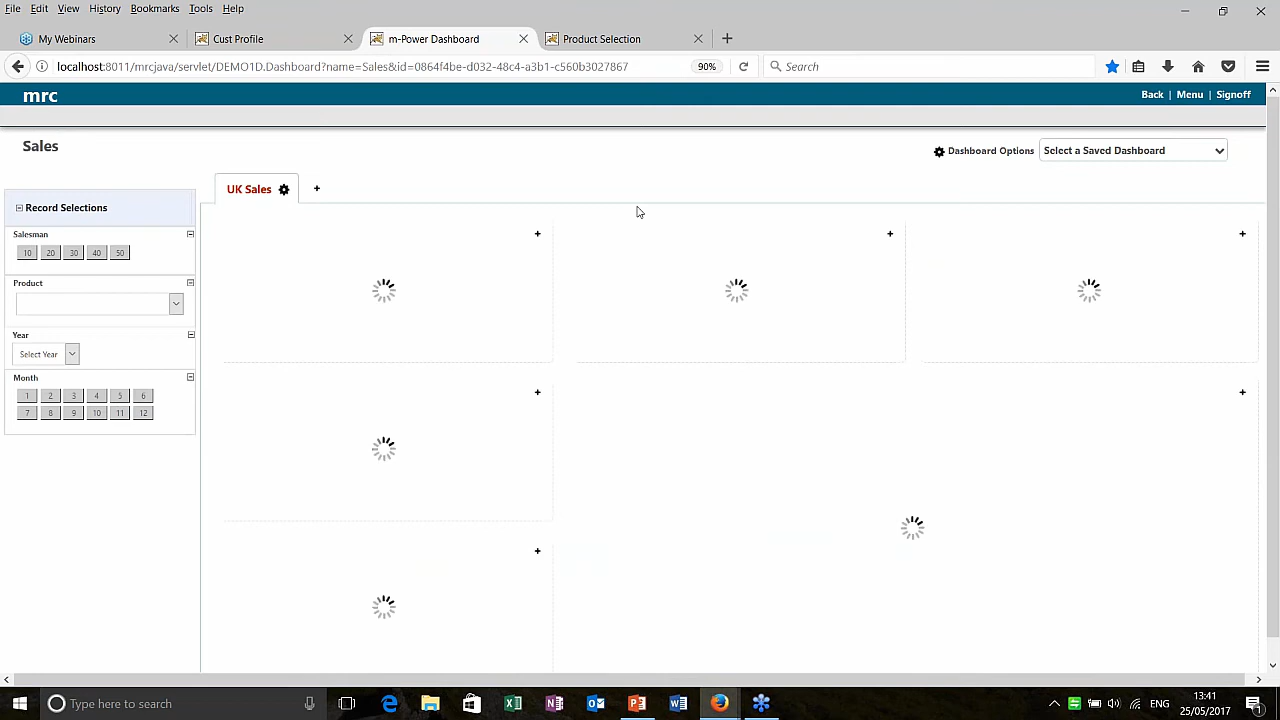 File Edit View History Bookmarks Tools Help
My Webinars Cust Profile m-Power Dashboard Product Selection
localhost:8011/mrcjava/servlet/DEMO1D.Dashboard?name=Sales&id=0864f4be-d032-48c4-a3b1-c560b3027867 90% Search
mrc Back | Menu | Signoff
Sales
Dashboard Options Select a Saved Dashboard
UK Sales +
Record Selections
Salesman
10 20 30 40 50
Product
Year
Select Year
Month
1 2 3 4 5 6
7 8 9 10 11 12
Type here to search
ENG
13:41
25/05/2017